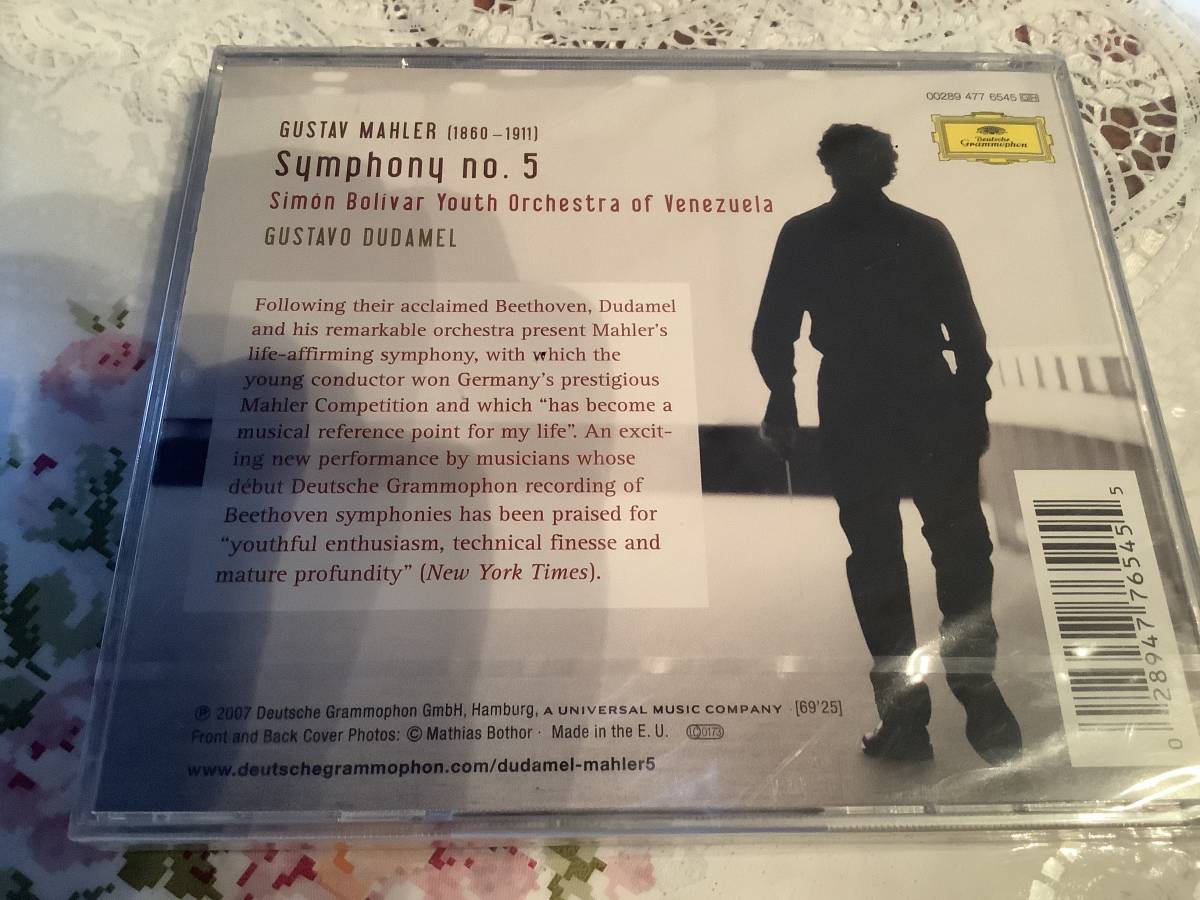 00289 477 6545 GH
Deutsche
Grammophon
GUSTAV MAHLER (1860–1911)
Symphony no. 5
Simón Bolívar Youth Orchestra of Venezuela
GUSTAVO DUDAMEL
Following their acclaimed Beethoven, Dudamel
and his remarkable orchestra present Mahler's
life-affirming symphony, with which the
young conductor won Germany's prestigious
Mahler Competition and which “has become a
musical reference point for my life”. An excit-
ing new performance by musicians whose
début Deutsche Grammophon recording of
Beethoven symphonies has been praised for
“youthful enthusiasm, technical finesse and
mature profundity” (New York Times).
℗ 2007 Deutsche Grammophon GmbH, Hamburg, A UNIVERSAL MUSIC COMPANY · [69'25]
Front and Back Cover Photos: © Mathias Bothor · Made in the E. U. LC 0173
www.deutschegrammophon.com/dudamel-mahler5
0 28947 76545 5